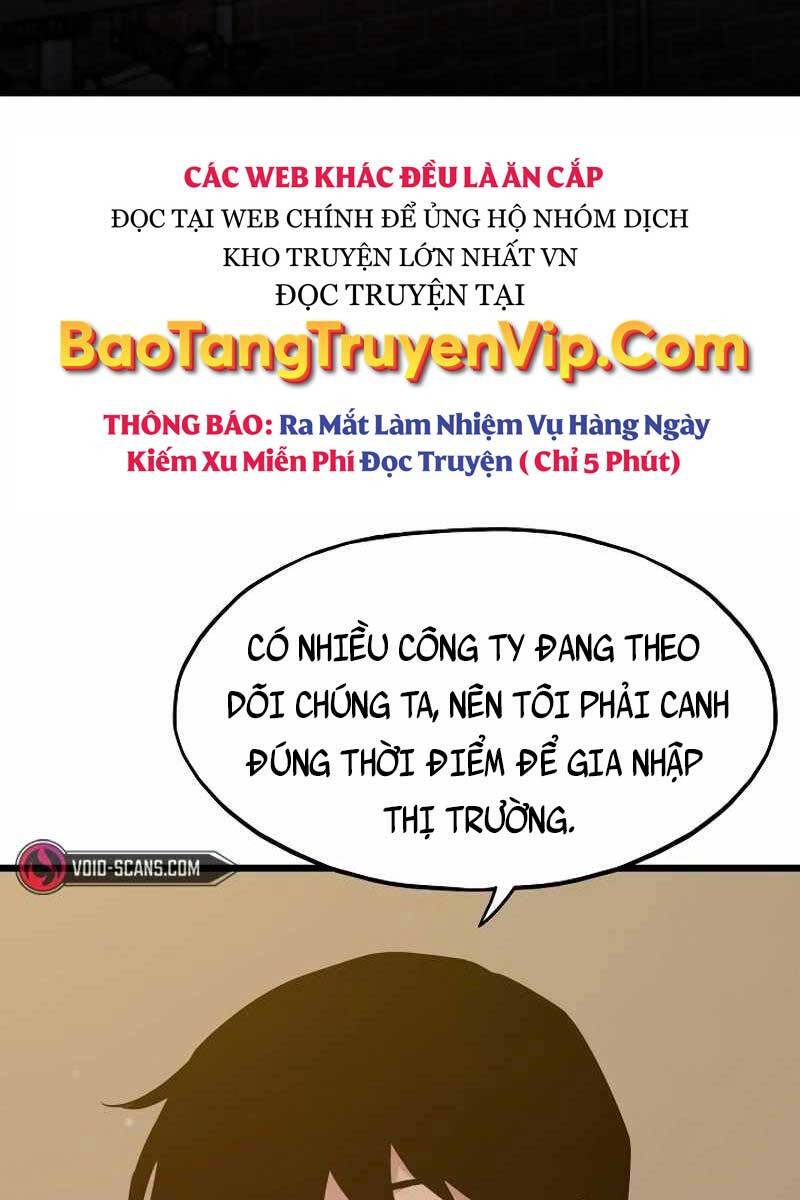 CÁC WEB KHÁC ĐỀU LÀ ĂN CẮP
ĐỌC TẠI WEB CHÍNH ĐỂ ỦNG HỘ NHÓM DỊCH
KHO TRUYỆN LỚN NHẤT VN
ĐỌC TRUYỆN TẠI
BaoTangTruyenVip.Com
THÔNG BÁO: Ra Mắt Làm Nhiệm Vụ Hàng Ngày
Kiếm Xu Miễn Phí Đọc Truyện ( Chỉ 5 Phút)
CÓ NHIỀU CÔNG TY ĐANG THEO
DÕI CHÚNG TA, NÊN TÔI PHẢI CANH
ĐÚNG THỜI ĐIỂM ĐỂ GIA NHẬP
THỊ TRƯỜNG.
VOID-SCANS.COM